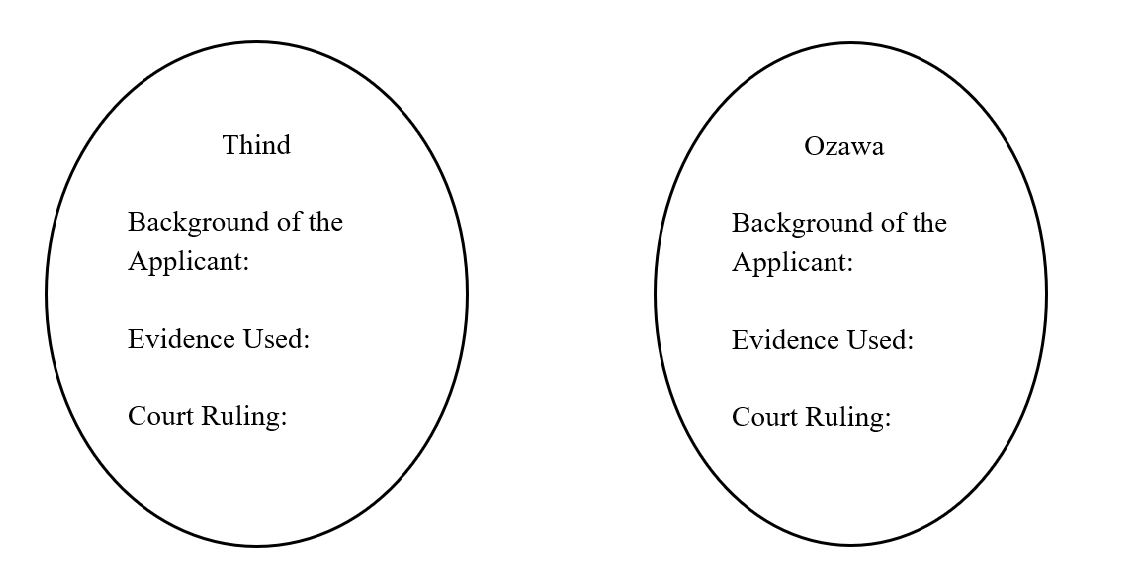 Thind
Background of the
Applicant:
Evidence Used:
Court Ruling:
Ozawa
Background of the
Applicant:
Evidence Used:
Court Ruling: